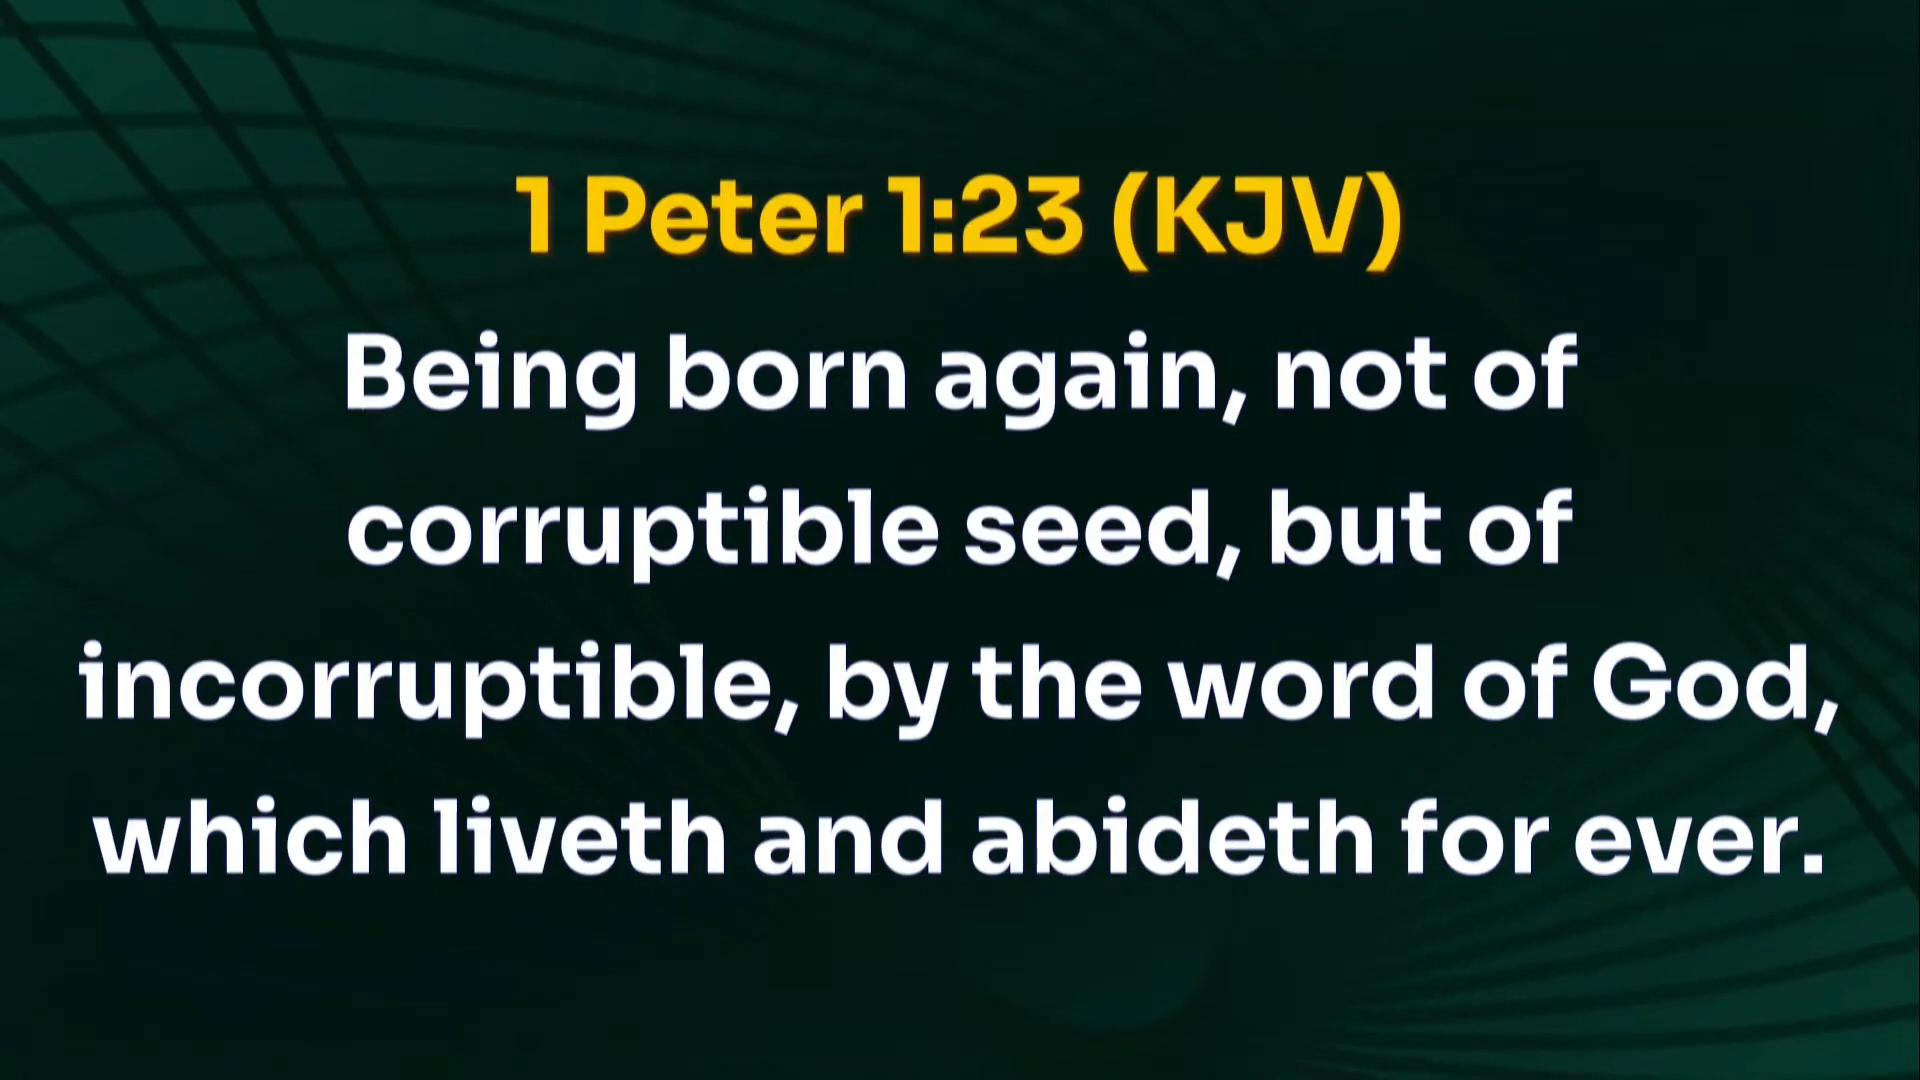 1 Peter 1:23 (KJV)
Being born again, not of
corruptible seed, but of
incorruptible, by the word of God,
which liveth and abideth for ever.